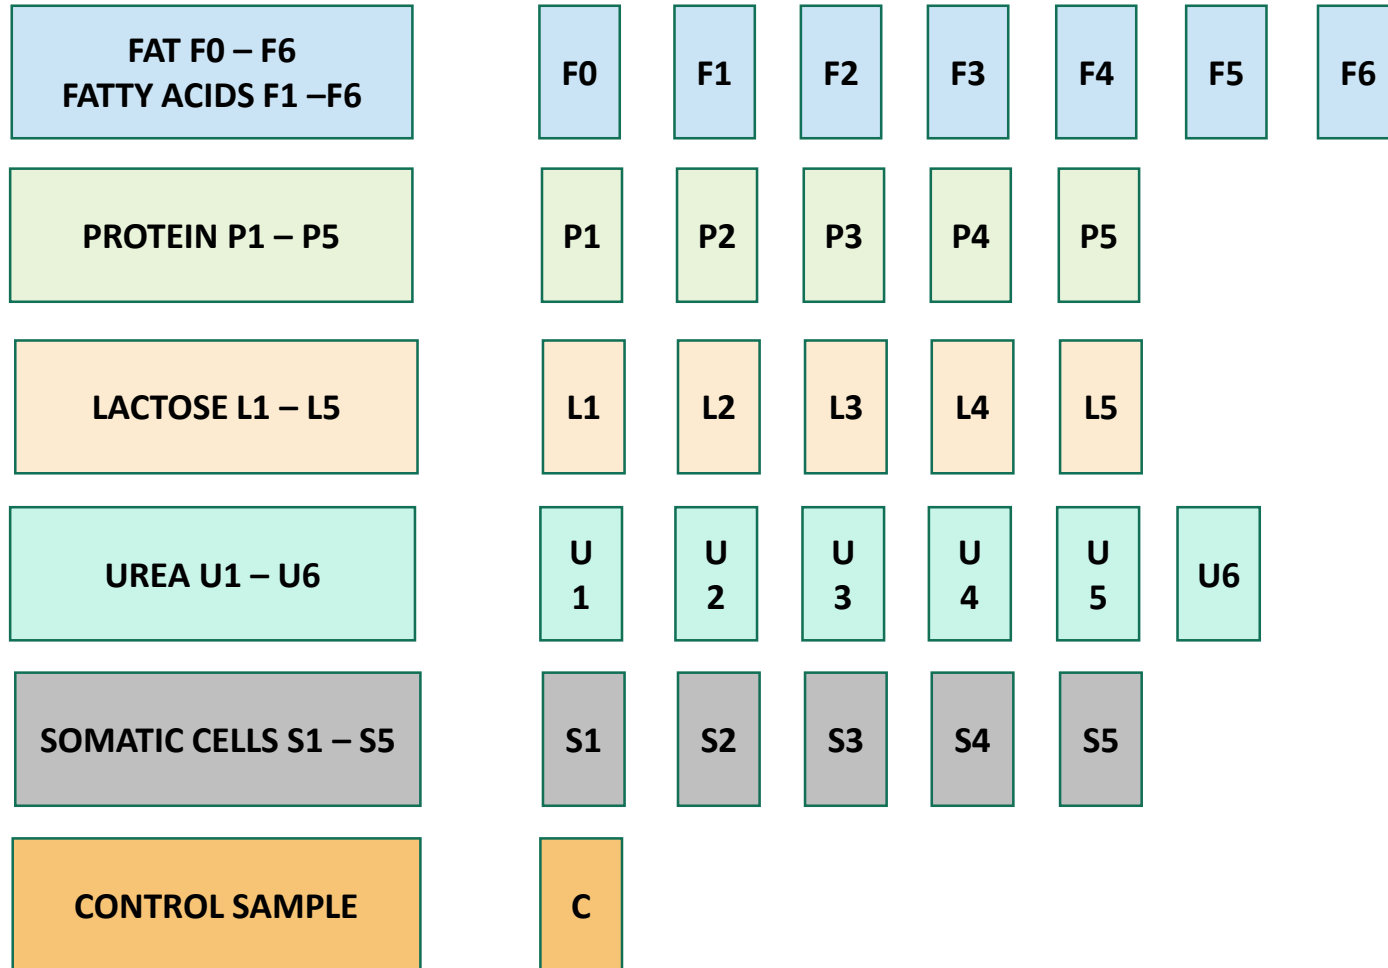 FAT F0 – F6
FATTY ACIDS F1 –F6
F0 F1 F2 F3 F4 F5 F6
PROTEIN P1 – P5
P1 P2 P3 P4 P5
LACTOSE L1 – L5
L1 L2 L3 L4 L5
UREA U1 – U6
U
1
U
2
U
3
U
4
U
5
U6
SOMATIC CELLS S1 – S5
S1 S2 S3 S4 S5
CONTROL SAMPLE
C